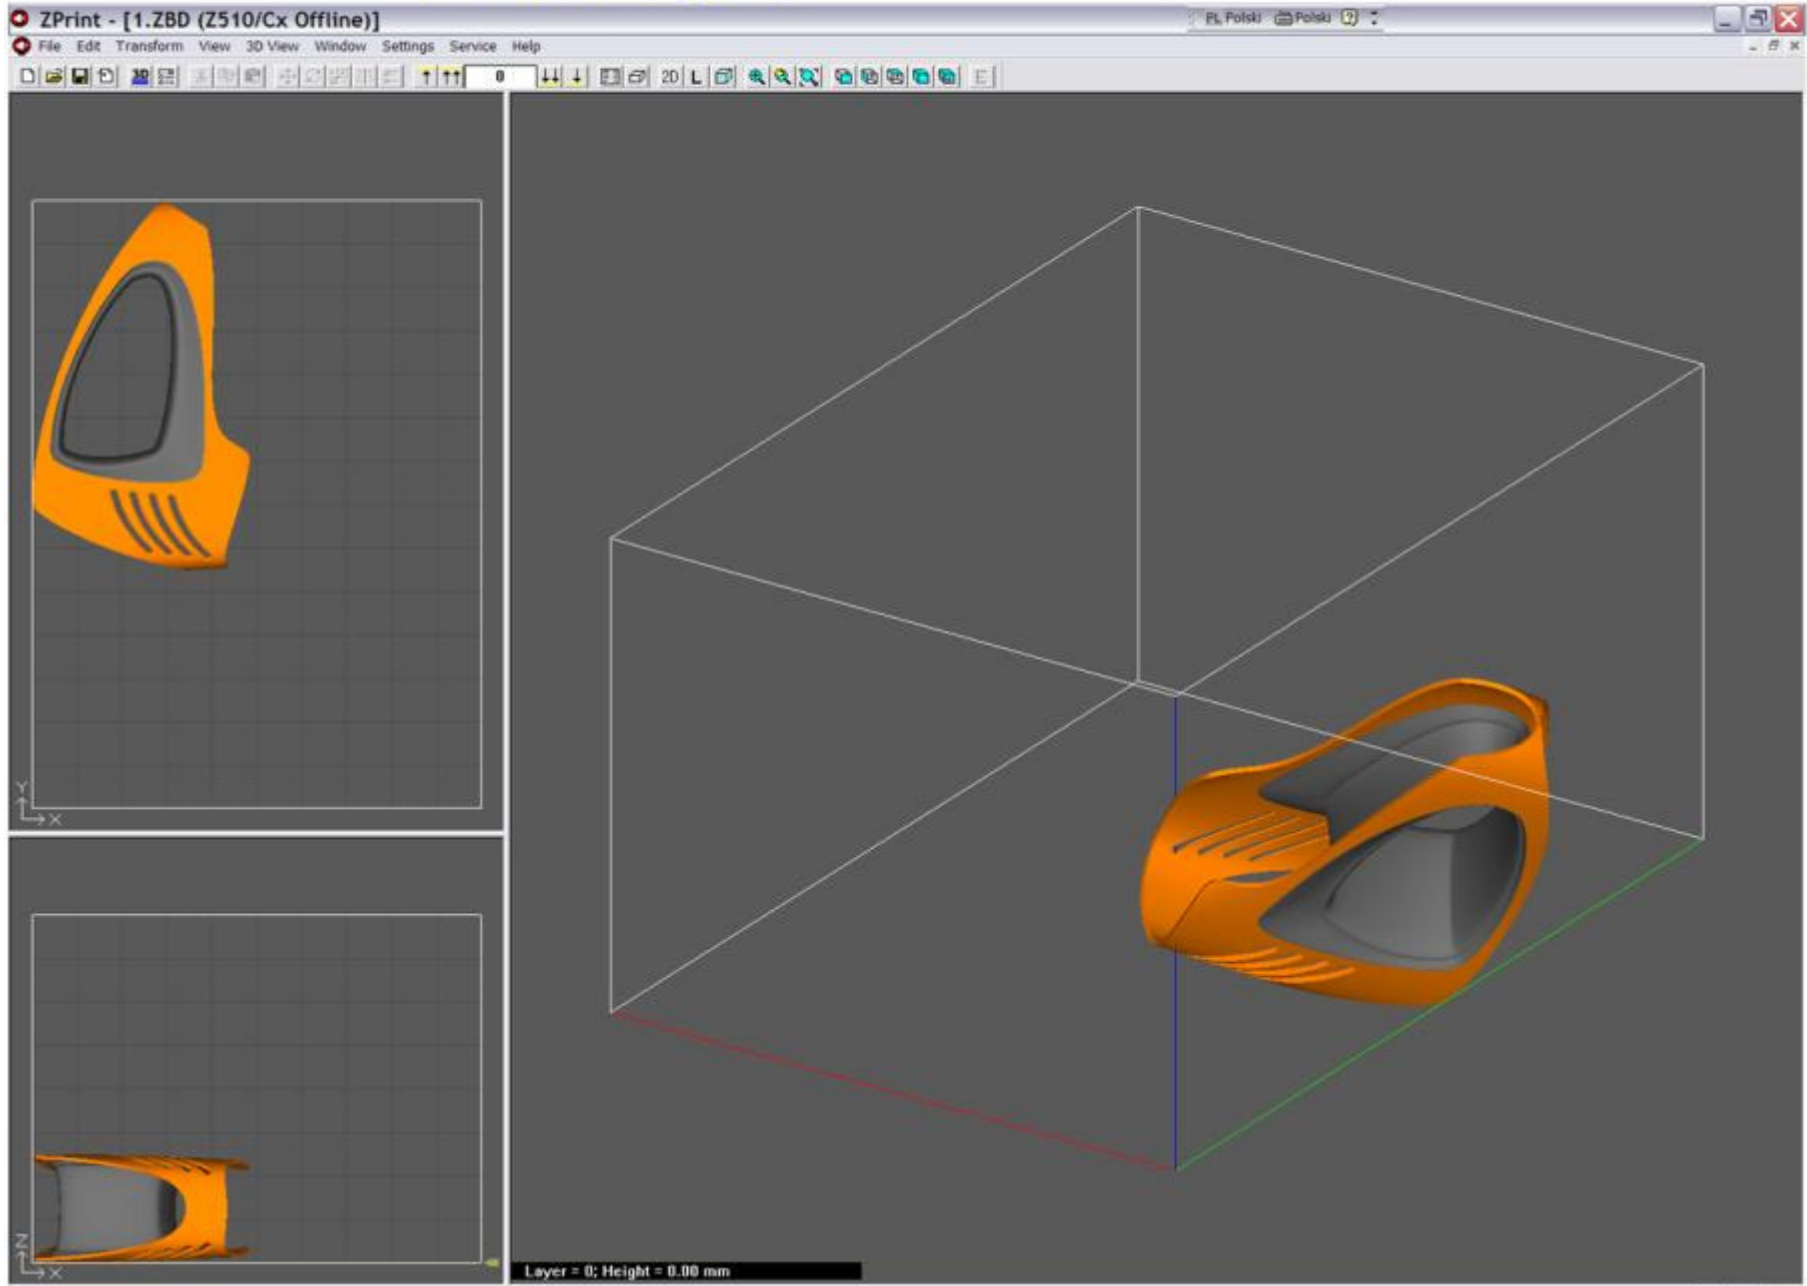 ZPrint - [1.ZBD (Z510/Cx Offline)]
PL Polski Polski
File Edit Transform View 3D View Window Settings Service Help
3D 0 2D L E
Y
X
Z
X
Layer = 0; Height = 0.00 mm